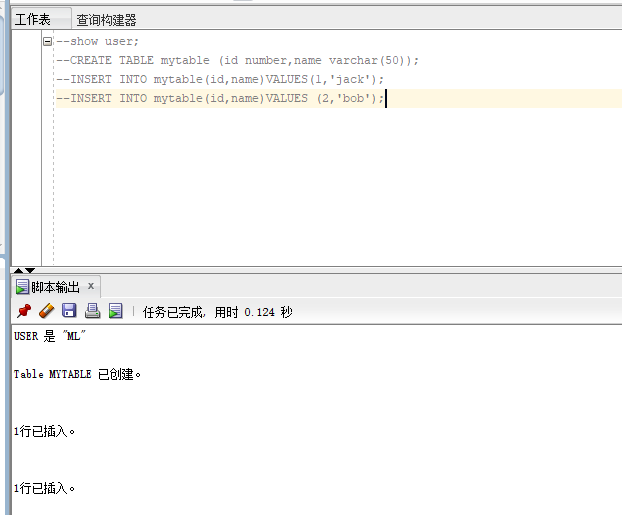 工作表 查询构建器
--show user;
--CREATE TABLE mytable (id number,name varchar(50));
--INSERT INTO mytable(id,name)VALUES(1,'jack');
--INSERT INTO mytable(id,name)VALUES (2,'bob');
脚本输出 x
任务已完成, 用时 0.124 秒
USER 是 "ML"
Table MYTABLE 已创建。
1行已插入。
1行已插入。